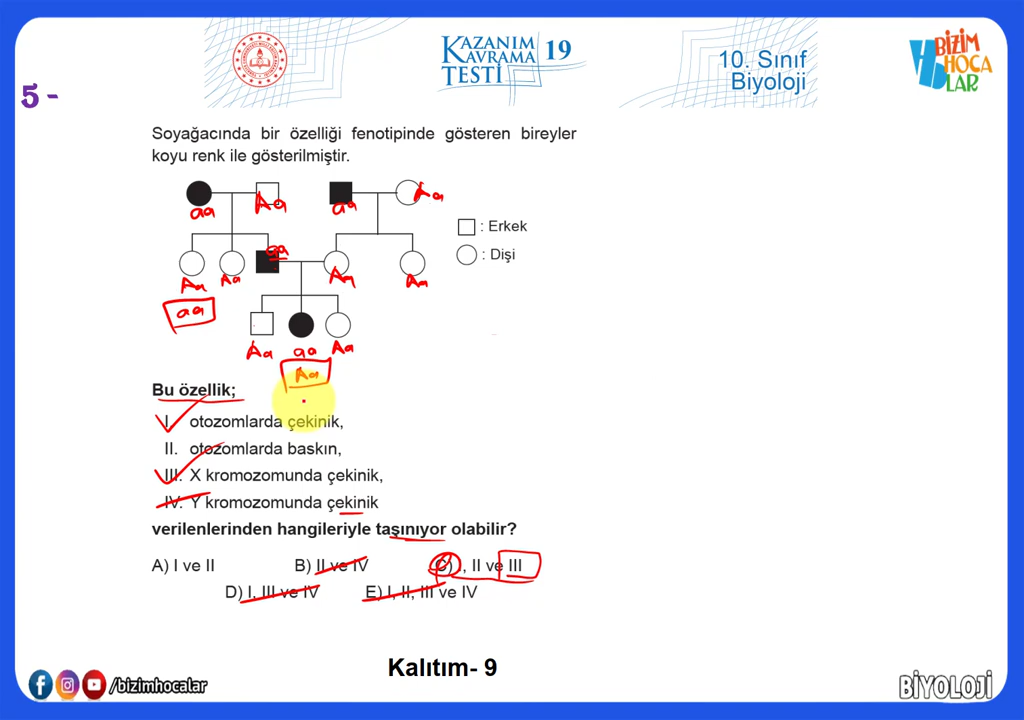 KAZANIM
KAVRAMA
TESTİ
19
10. Sınıf
Biyoloji
BİZİM
HOCA
LAR
5 -
Soyağacında bir özelliği fenotipinde gösteren bireyler
koyu renk ile gösterilmiştir.
aa Aa aa Aa
: Erkek
: Dişi
aa
Aa Aa Aa Aa
aa
Aa aa Aa
Aa
Bu özellik;
I. otozomlarda çekinik,
II. otozomlarda baskın,
III. X kromozomunda çekinik,
IV. Y kromozomunda çekinik
verilenlerinden hangileriyle taşınıyor olabilir?
A) I ve II B) II ve IV C) I, II ve III
D) I, III ve IV E) I, II, III ve IV
Kalıtım- 9
/bizimhocalar
BİYOLOJİ